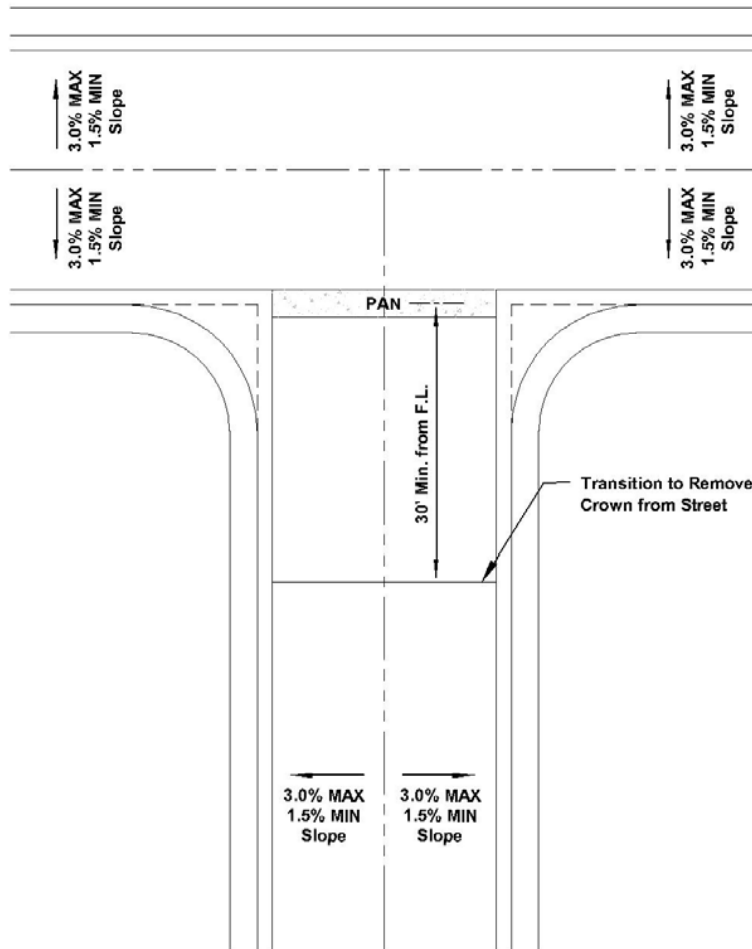 3.0% MAX
1.5% MIN
Slope
3.0% MAX
1.5% MIN
Slope
3.0% MAX
1.5% MIN
Slope
3.0% MAX
1.5% MIN
Slope
PAN
30' Min. from F.L.
Transition to Remove
Crown from Street
3.0% MAX
1.5% MIN
Slope
3.0% MAX
1.5% MIN
Slope